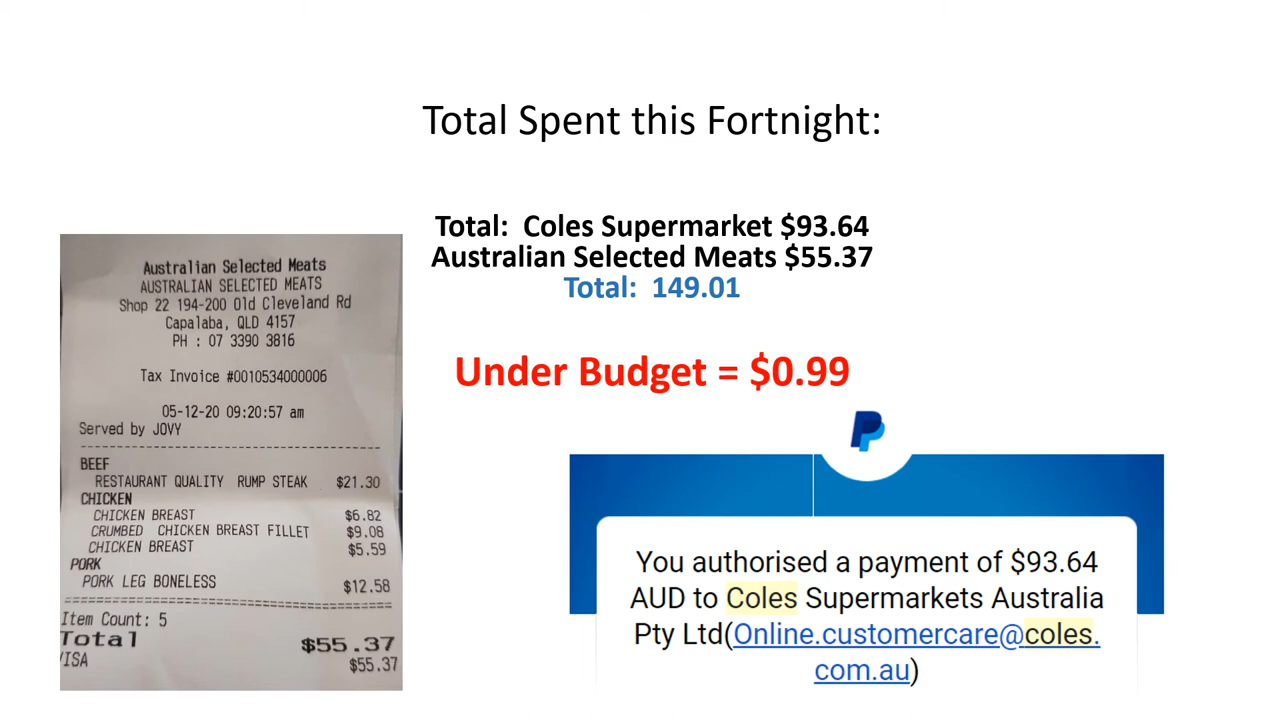 Total Spent this Fortnight:
Total: Coles Supermarket $93.64
Australian Selected Meats $55.37
Total: 149.01
Under Budget = $0.99
Australian Selected Meats
AUSTRALIAN SELECTED MEATS
Shop 22 194-200 Old Cleveland Rd
Capalaba, QLD 4157
PH : 07 3390 3816
Tax Invoice #0010534000006
05-12-20 09:20:57 am
Served by JOVY
BEEF
RESTAURANT QUALITY RUMP STEAK $21.30
CHICKEN
CHICKEN BREAST $6.82
CRUMBED CHICKEN BREAST FILLET $9.08
CHICKEN BREAST $5.59
PORK
PORK LEG BONELESS $12.58
Item Count: 5
Total $55.37
VISA $55.37
You authorised a payment of $93.64
AUD to Coles Supermarkets Australia
Pty Ltd(Online.customercare@coles.
com.au)